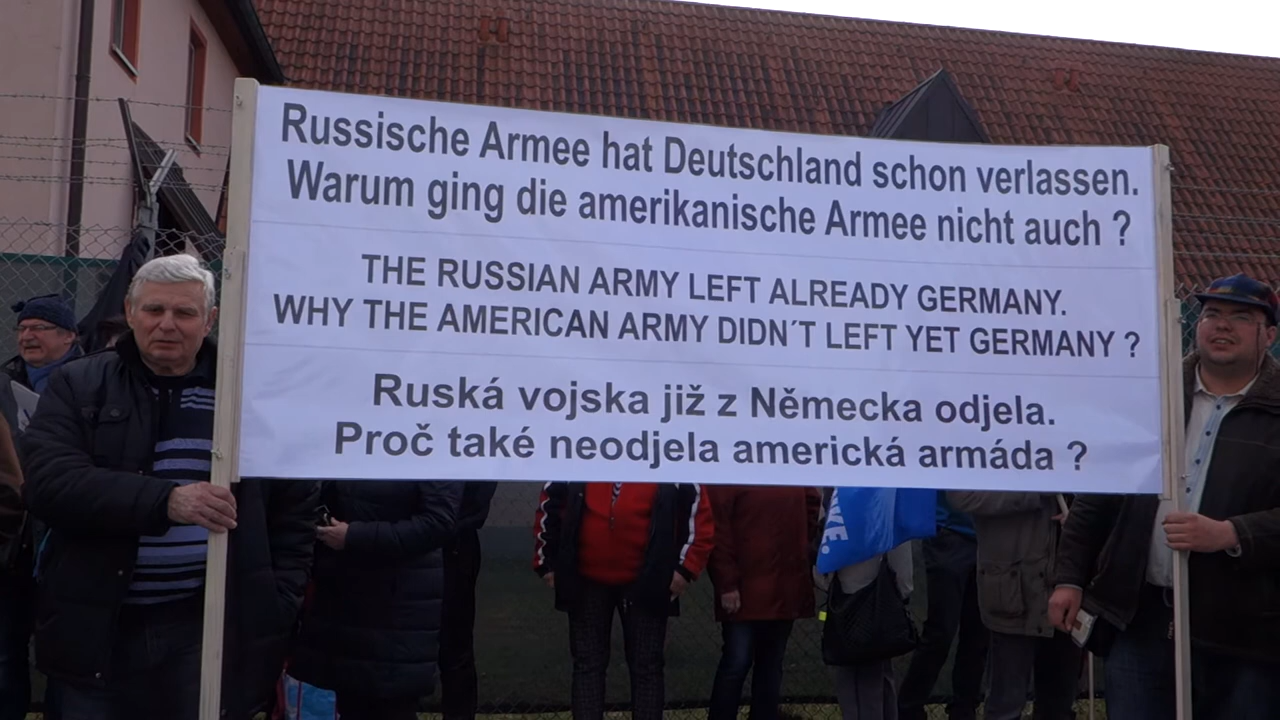 Russische Armee hat Deutschland schon verlassen.
Warum ging die amerikanische Armee nicht auch ?
THE RUSSIAN ARMY LEFT ALREADY GERMANY.
WHY THE AMERICAN ARMY DIDN´T LEFT YET GERMANY ?
Ruská vojska již z Německa odjela.
Proč také neodjela americká armáda ?